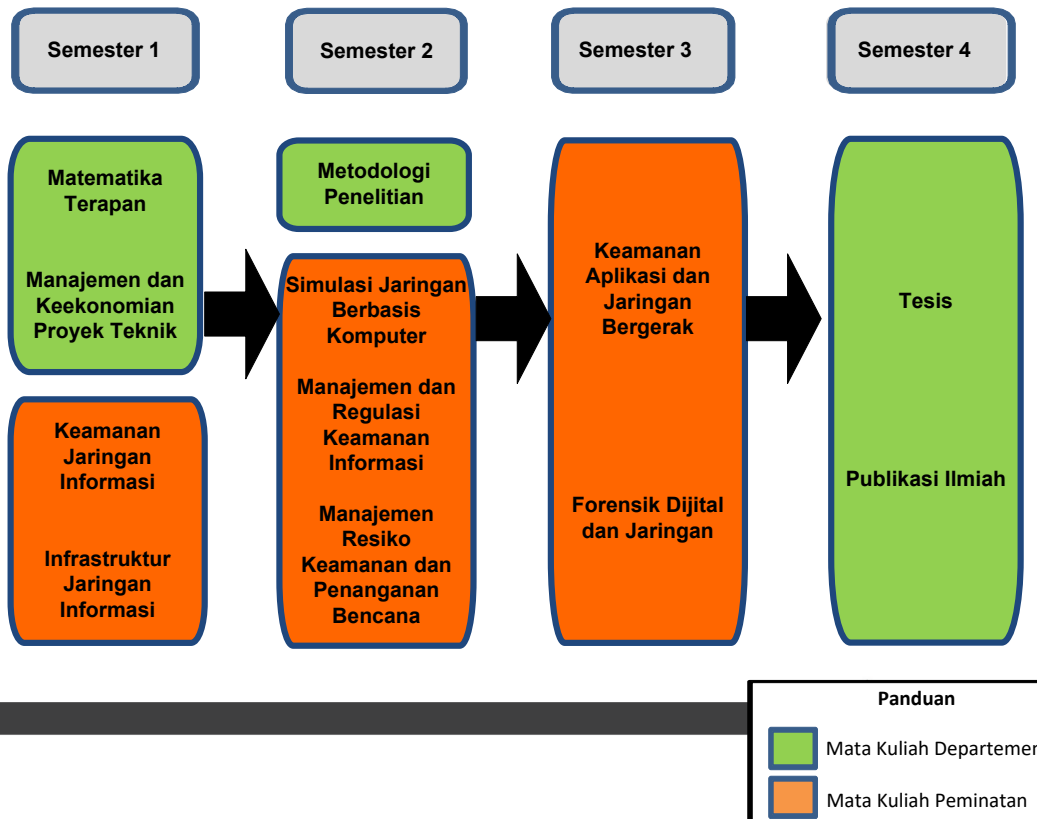 Semester 1
Semester 2
Semester 3
Semester 4
Matematika
Terapan
Manajemen dan
Keekonomian
Proyek Teknik
Keamanan
Jaringan
Informasi
Infrastruktur
Jaringan
Informasi
Metodologi
Penelitian
Simulasi Jaringan
Berbasis
Komputer
Manajemen dan
Regulasi
Keamanan
Informasi
Manajemen
Resiko
Keamanan dan
Penanganan
Bencana
Keamanan
Aplikasi dan
Jaringan
Bergerak
Forensik Dijital
dan Jaringan
Tesis
Publikasi Ilmiah
Panduan
Mata Kuliah Departemen
Mata Kuliah Peminatan